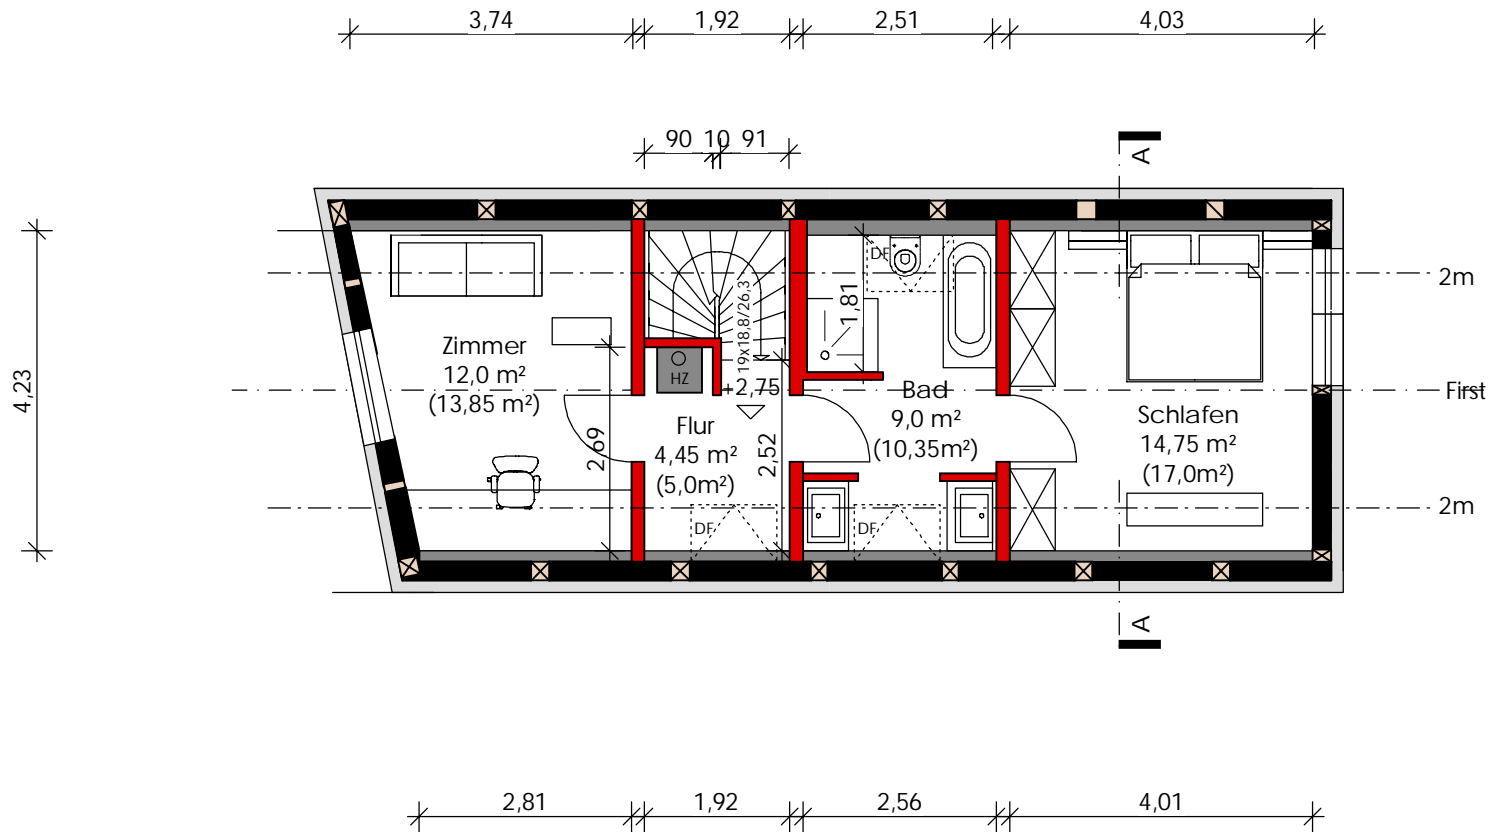 3,74
1,92
2,51
4,03
90 10 91
A
DF
2m
1,81
19x18,8/26,3
Zimmer
12,0 m²
(13,85 m²)
HZ
+2,75
Bad
9,0 m²
(10,35m²)
First
4,23
2,69
Flur
4,45 m²
(5,0m²)
2,52
Schlafen
14,75 m²
(17,0m²)
DF
DF
2m
A
2,81
1,92
2,56
4,01